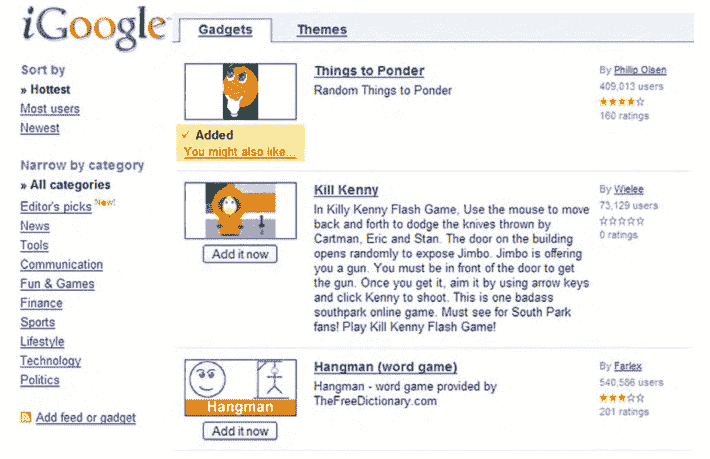 iGoogle
Gadgets
Themes
Sort by
» Hottest
Most users
Newest
Narrow by category
» All categories
Editor's picks New!
News
Tools
Communication
Fun & Games
Finance
Sports
Lifestyle
Technology
Politics
Add feed or gadget
Things to Ponder
Random Things to Ponder
By Philip Olsen
409,013 users
160 ratings
✓ Added
You might also like...
Kill Kenny
In Killy Kenny Flash Game, Use the mouse to move
back and forth to dodge the knives thrown by
Cartman, Eric and Stan. The door on the building
opens randomly to expose Jimbo. Jimbo is offering
you a gun. You must be in front of the door to get
the gun. Once you get it, aim it by using arrow keys
and click Kenny to shoot. This is one badass
southpark online game. Must see for South Park
fans! Play Kill Kenny Flash Game!
By Wielee
73,129 users
0 ratings
Add it now
Hangman
Hangman (word game)
Hangman - word game provided by
TheFreeDictionary.com
By Farlex
540,586 users
201 ratings
Add it now